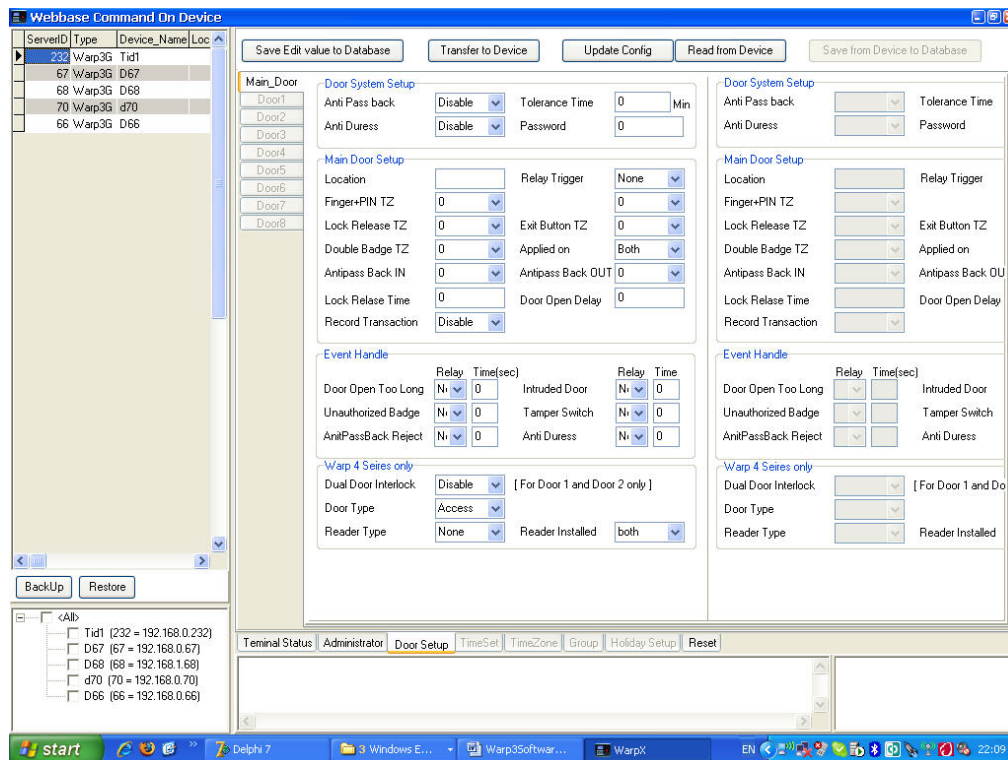 Webbase Command On Device
ServerID Type Device_Name Loc
232 Warp3G Tid1
67 Warp3G D67
68 Warp3G D68
70 Warp3G d70
66 Warp3G D66
BackUp Restore
<All>
Tid1 (232 = 192.168.0.232)
D67 (67 = 192.168.0.67)
D68 (68 = 192.168.1.68)
d70 (70 = 192.168.0.70)
D66 (66 = 192.168.0.66)
Save Edit value to Database Transfer to Device Update Config Read from Device Save from Device to Database
Main_Door
Door1
Door2
Door3
Door4
Door5
Door6
Door7
Door8
Door System Setup
Anti Pass back Disable Tolerance Time 0 Min
Anti Duress Disable Password 0
Main Door Setup
Location Relay Trigger None
Finger+PIN TZ 0 0
Lock Release TZ 0 Exit Button TZ 0
Double Badge TZ 0 Applied on Both
Antipass Back IN 0 Antipass Back OUT 0
Lock Relase Time 0 Door Open Delay 0
Record Transaction Disable
Event Handle
Relay Time(sec) Relay Time
Door Open Too Long 0 Intruded Door 0
Unauthorized Badge 0 Tamper Switch 0
AnitPassBack Reject 0 Anti Duress 0
Warp 4 Seires only
Dual Door Interlock Disable [ For Door 1 and Door 2 only ]
Door Type Access
Reader Type None Reader Installed both
Door System Setup
Anti Pass back Tolerance Time
Anti Duress Password
Main Door Setup
Location Relay Trigger
Finger+PIN TZ
Lock Release TZ Exit Button TZ
Double Badge TZ Applied on
Antipass Back IN Antipass Back OU
Lock Relase Time Door Open Delay
Record Transaction
Event Handle
Relay Time(sec)
Door Open Too Long Intruded Door
Unauthorized Badge Tamper Switch
AnitPassBack Reject Anti Duress
Warp 4 Seires only
Dual Door Interlock [ For Door 1 and Do
Door Type
Reader Type Reader Installed
Teminal Status Administrator Door Setup TimeSet TimeZone Group Holiday Setup Reset
start Delphi 7 3 Windows E... Warp3Softwar... WarpX EN 22:09